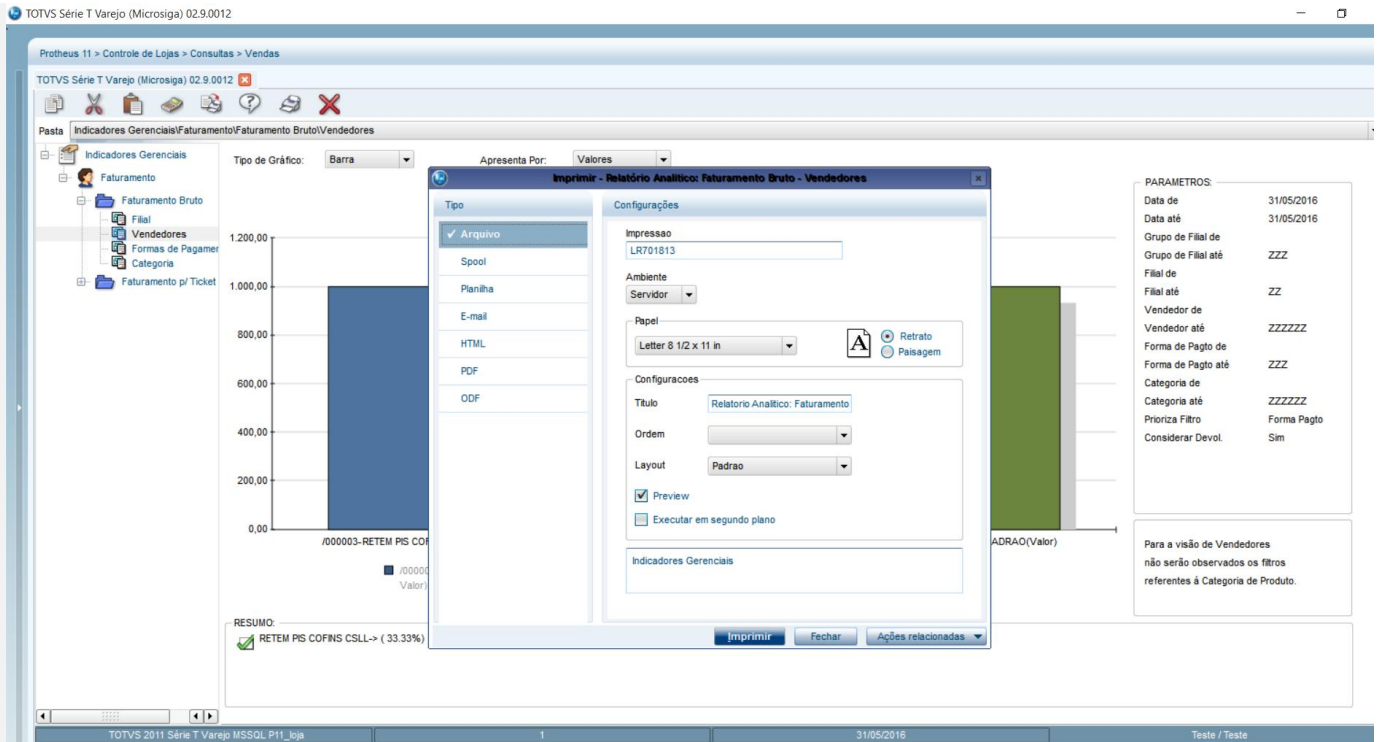 TOTVS Série T Varejo (Microsiga) 02.9.0012
Protheus 11 > Controle de Lojas > Consultas > Vendas
TOTVS Série T Varejo (Microsiga) 02.9.0012
Pasta Indicadores Gerenciais\Faturamento\Faturamento Bruto\Vendedores
Indicadores Gerenciais
Faturamento
Faturamento Bruto
Filial
Vendedores
Formas de Pagamen
Categoria
Faturamento p/ Ticket
Tipo de Gráfico: Barra
Apresenta Por: Valores
1.200,00
1.000,00
800,00
600,00
400,00
200,00
0,00
/000003-RETEM PIS COF
ADRAO(Valor)
/00000
Valor)
Imprimir - Relatório Analitico: Faturamento Bruto - Vendedores
Tipo
Arquivo
Spool
Planilha
E-mail
HTML
PDF
ODF
Configurações
Impressao
LR701813
Ambiente
Servidor
Papel
Letter 8 1/2 x 11 in
A
Retrato
Paisagem
Configuracoes
Titulo Relatorio Analitico: Faturamento
Ordem
Layout Padrao
Preview
Executar em segundo plano
Indicadores Gerenciais
Imprimir Fechar Ações relacionadas
PARAMETROS:
Data de 31/05/2016
Data até 31/05/2016
Grupo de Filial de
Grupo de Filial até ZZZ
Filial de
Filial até ZZ
Vendedor de
Vendedor até ZZZZZZ
Forma de Pagto de
Forma de Pagto até ZZZ
Categoria de
Categoria até ZZZZZZ
Prioriza Filtro Forma Pagto
Considerar Devol. Sim
Para a visão de Vendedores
não serão observados os filtros
referentes á Categoria de Produto.
RESUMO:
RETEM PIS COFINS CSLL-> ( 33.33%)
TOTVS 2011 Série T Varejo MSSQL P11_loja 1 31/05/2016 Teste / Teste